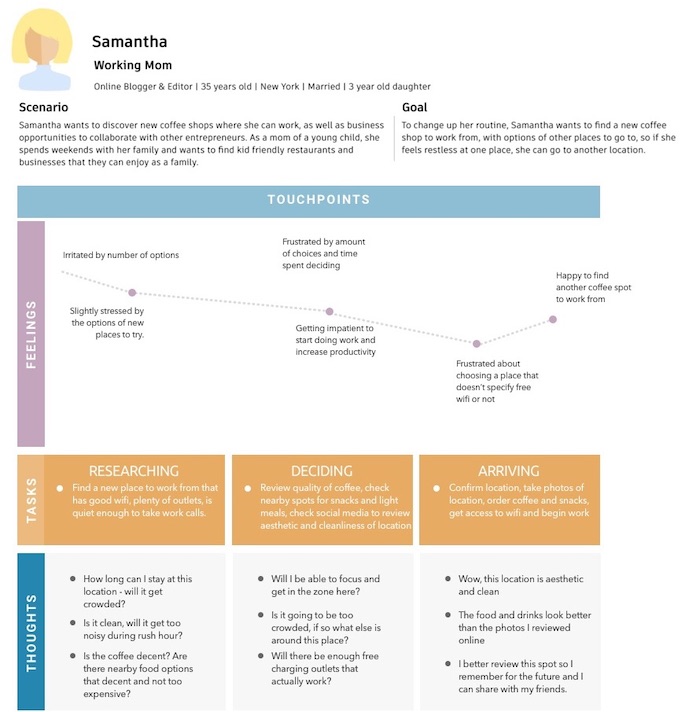 Samantha
Working Mom
Online Blogger & Editor | 35 years old | New York | Married | 3 year old daughter
Scenario
Samantha wants to discover new coffee shops where she can work, as well as business
opportunities to collaborate with other entrepreneurs. As a mom of a young child, she
spends weekends with her family and wants to find kid friendly restaurants and
businesses that they can enjoy as a family.
Goal
To change up her routine, Samantha wants to find a new coffee
shop to work from, with options of other places to go to, so if she
feels restless at one place, she can go to another location.
TOUCHPOINTS
FEELINGS
Irritated by number of options
Slightly stressed by
the options of new
places to try.
Frustrated by amount
of choices and time
spent deciding
Getting impatient to
start doing work and
increase productivity
Frustrated about
choosing a place that
doesn't specify free
wifi or not
Happy to find
another coffee spot
to work from
TASKS
RESEARCHING
Find a new place to work from that
has good wifi, plenty of outlets, is
quiet enough to take work calls.
DECIDING
Review quality of coffee, check
nearby spots for snacks and light
meals, check social media to review
aesthetic and cleanliness of location
ARRIVING
Confirm location, take photos of
location, order coffee and snacks,
get access to wifi and begin work
THOUGHTS
How long can I stay at this
location - will it get
crowded?
Is it clean, will it get too
noisy during rush hour?
Is the coffee decent? Are
there nearby food options
that decent and not too
expensive?
Will I be able to focus and
get in the zone here?
Is it going to be too
crowded, if so what else is
around this place?
Will there be enough free
charging outlets that
actually work?
Wow, this location is aesthetic
and clean
The food and drinks look better
than the photos I reviewed
online
I better review this spot so I
remember for the future and I
can share with my friends.